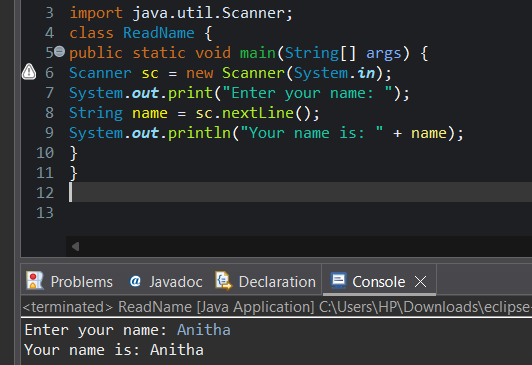 3 import java.util.Scanner;
4 class ReadName {
5 public static void main(String[] args) {
6 Scanner sc = new Scanner(System.in);
7 System.out.print("Enter your name: ");
8 String name = sc.nextLine();
9 System.out.println("Your name is: " + name);
10 }
11 }
12
13
Problems @ Javadoc Declaration Console
<terminated> ReadName [Java Application] C:\Users\HP\Downloads\eclipse-
Enter your name: Anitha
Your name is: Anitha